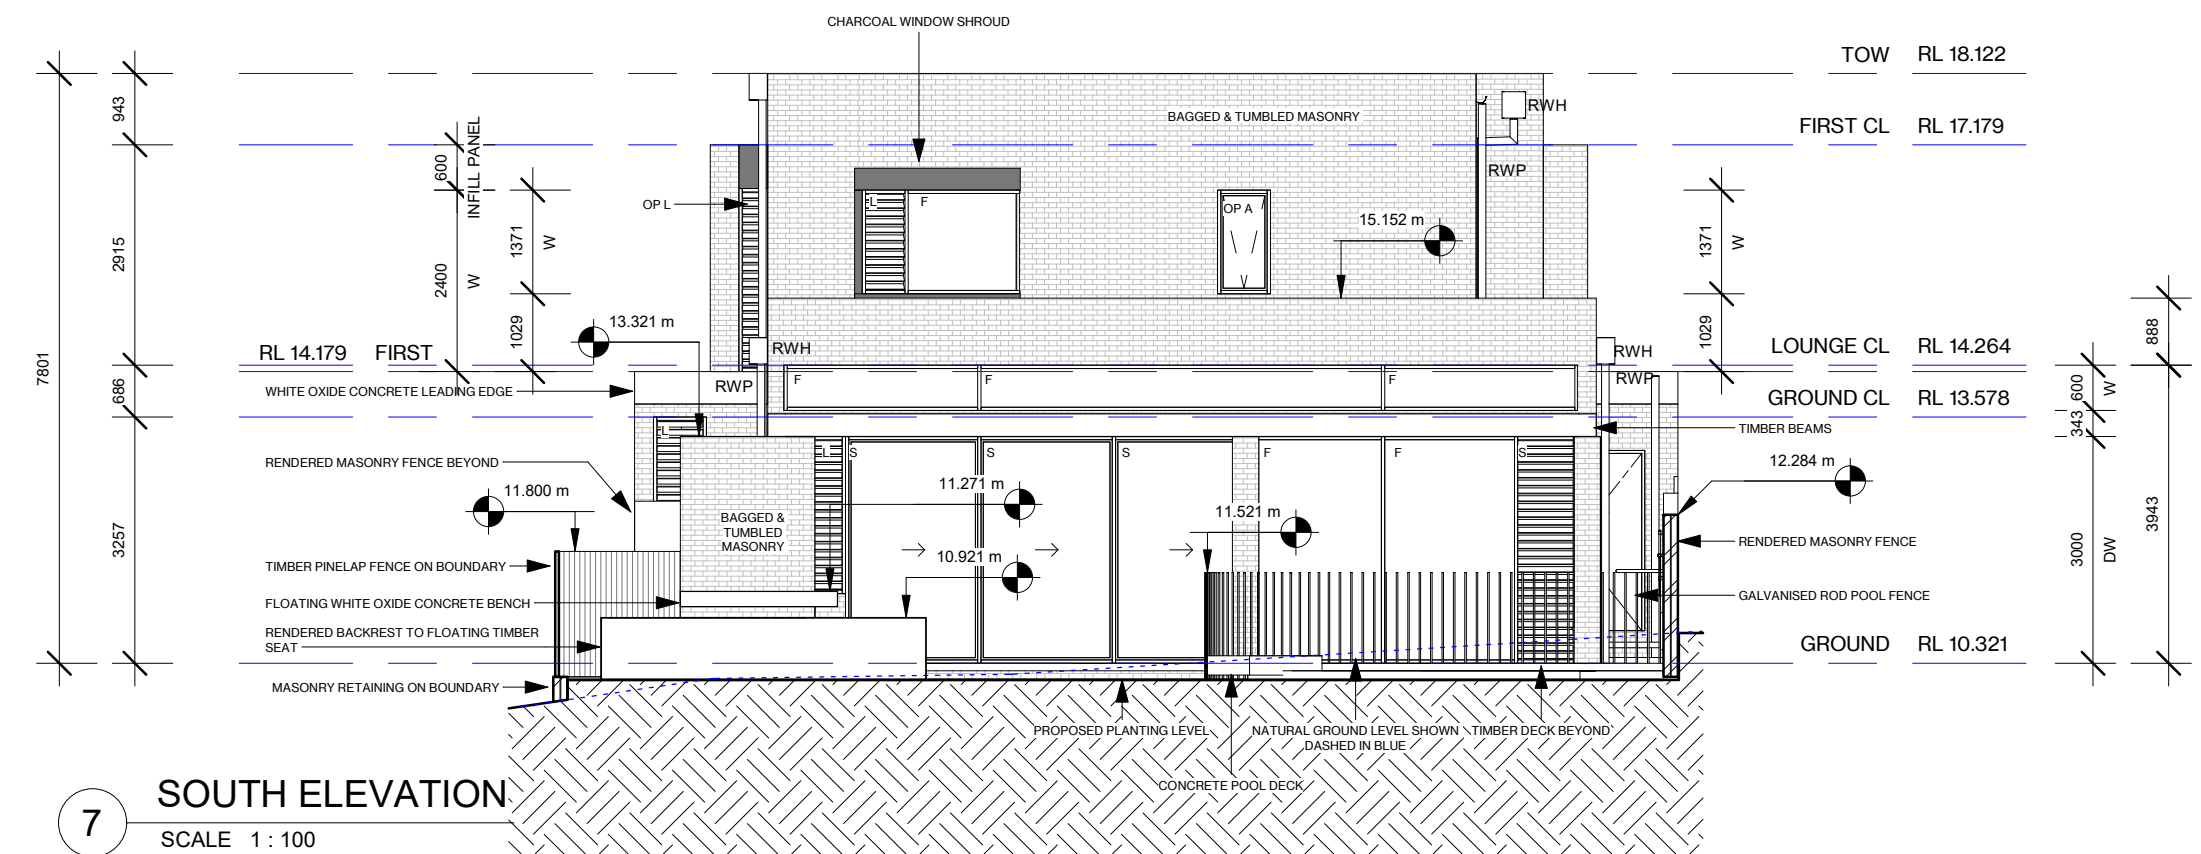 CHARCOAL WINDOW SHROUD
TOW RL 18.122
943
INFILL PANEL
600
BAGGED & TUMBLED MASONRY
RWH
FIRST CL RL 17.179
RWP
OP L
L
F
OP A
15.152 m
2915
2400
W
1371
W
1029
1371
W
1029
13.321 m
7801
RL 14.179 FIRST
RWH
RWH
LOUNGE CL RL 14.264
888
686
WHITE OXIDE CONCRETE LEADING EDGE
RWP
F
F
F
RWP
600
W
GROUND CL RL 13.578
343
TIMBER BEAMS
L
L
S
S
S
F
F
S
RENDERED MASONRY FENCE BEYOND
12.284 m
11.800 m
11.271 m
11.521 m
3257
BAGGED &
TUMBLED
MASONRY
10.921 m
3943
3000
DW
RENDERED MASONRY FENCE
TIMBER PINELAP FENCE ON BOUNDARY
FLOATING WHITE OXIDE CONCRETE BENCH
GALVANISED ROD POOL FENCE
RENDERED BACKREST TO FLOATING TIMBER
SEAT
GROUND RL 10.321
MASONRY RETAINING ON BOUNDARY
PROPOSED PLANTING LEVEL
NATURAL GROUND LEVEL SHOWN
DASHED IN BLUE
TIMBER DECK BEYOND
CONCRETE POOL DECK
7
SOUTH ELEVATION
SCALE 1 : 100